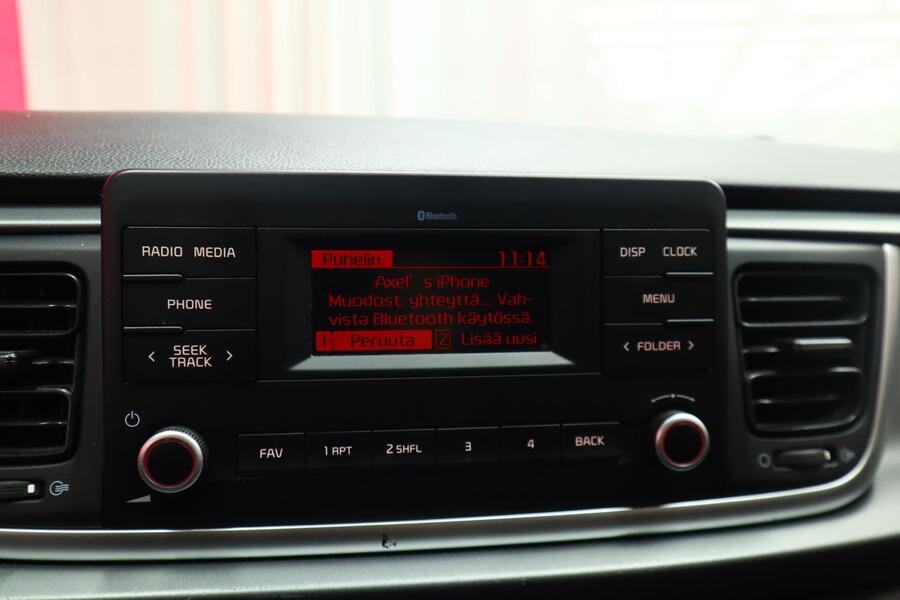 Bluetooth
RADIO MEDIA
PHONE
SEEK
TRACK
Puhelin 11:14
Axel's iPhone
Muodost. yhteyttä... Vah-
vista Bluetooth käytössä.
1 Peruuta 2 Lisää uusi
DISP CLOCK
MENU
FOLDER
FAV 1 RPT 2 SHFL 3 4 BACK